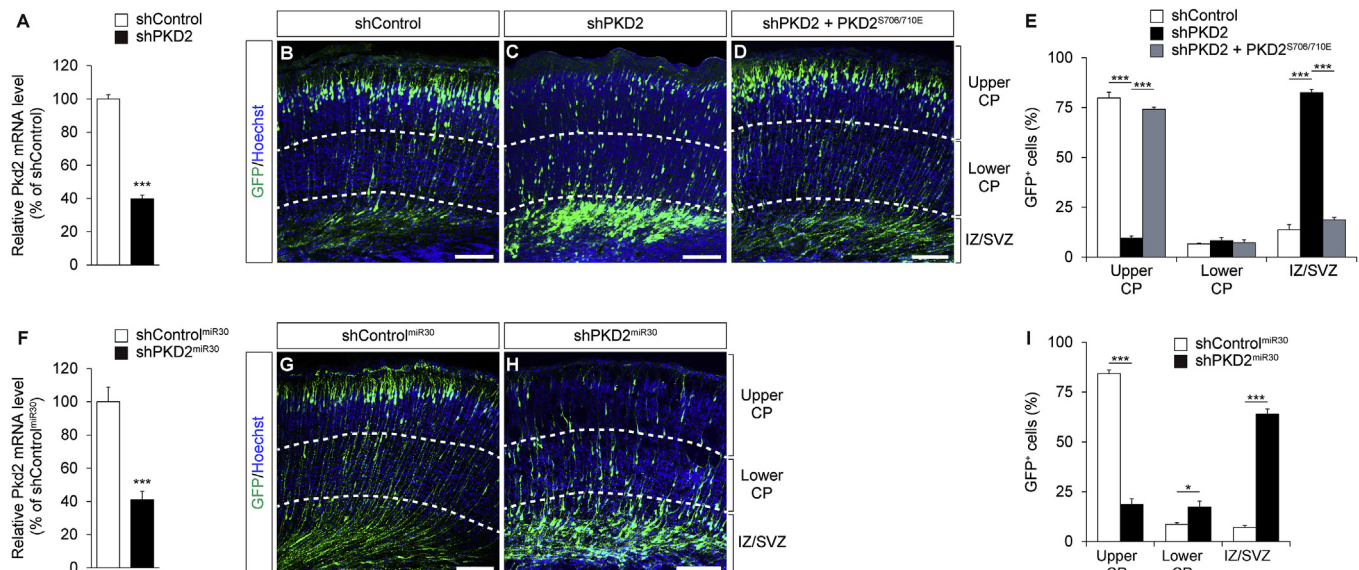 A
shControl
shPKD2
Relative Pkd2 mRNA level
(% of shControl)
120
100
80
60
40
20
0
***
shControl
shPKD2
shPKD2 + PKD2S706/710E
GFP/Hoechst
B
C
D
Upper
CP
Lower
CP
IZ/SVZ
E
shControl
shPKD2
shPKD2 + PKD2S706/710E
GFP+ cells (%)
100
75
50
25
0
*** *** *** ***
Upper
CP
Lower
CP
IZ/SVZ
F
shControlmiR30
shPKD2miR30
Relative Pkd2 mRNA level
(% of shControlmiR30)
120
100
80
60
40
20
0
***
shControlmiR30
shPKD2miR30
GFP/Hoechst
G
H
Upper
CP
Lower
CP
IZ/SVZ
I
shControlmiR30
shPKD2miR30
GFP+ cells (%)
100
75
50
25
0
*** * ***
Upper
CP
Lower
CP
IZ/SVZ